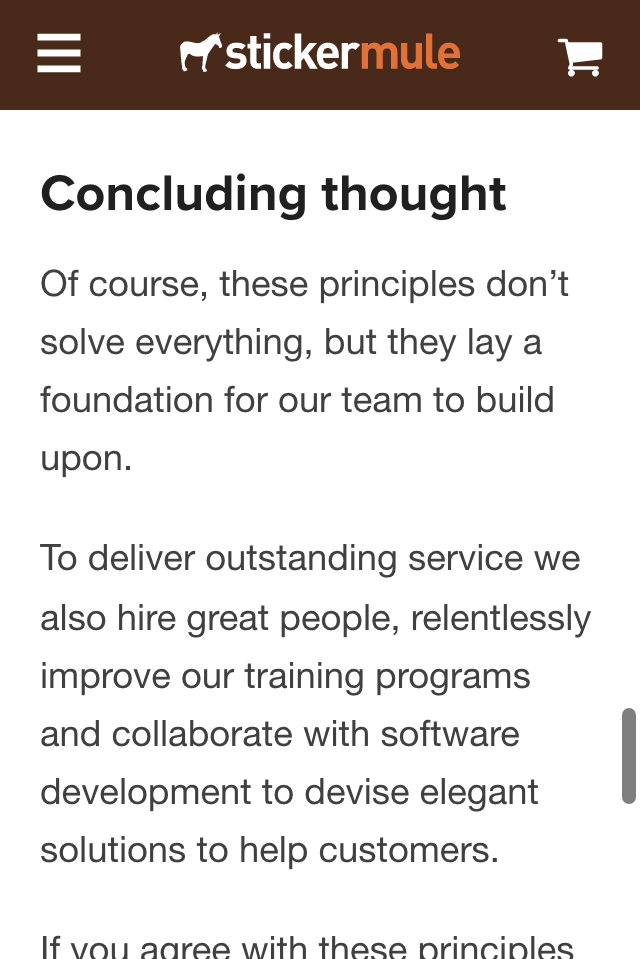 stickermule
Concluding thought
Of course, these principles don’t
solve everything, but they lay a
foundation for our team to build
upon.
To deliver outstanding service we
also hire great people, relentlessly
improve our training programs
and collaborate with software
development to devise elegant
solutions to help customers.
If you agree with these principles